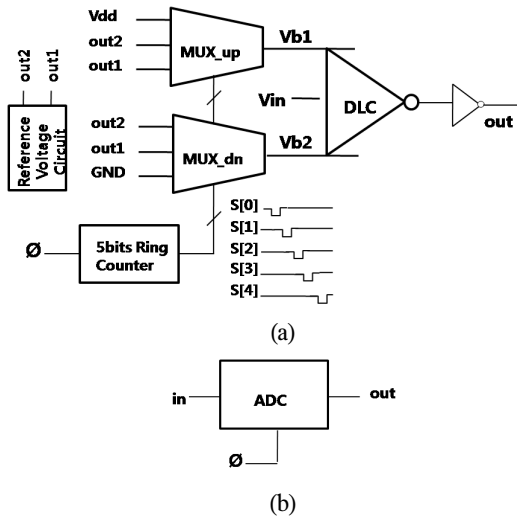 Vdd
out2
out1
MUX_up
Vb1
out2
out1
Reference
Voltage
Circuit
Vin
DLC
out
out2
out1
GND
MUX_dn
Vb2
Ø
5bits Ring
Counter
S[0]
S[1]
S[2]
S[3]
S[4]
(a)
in
ADC
out
Ø
(b)